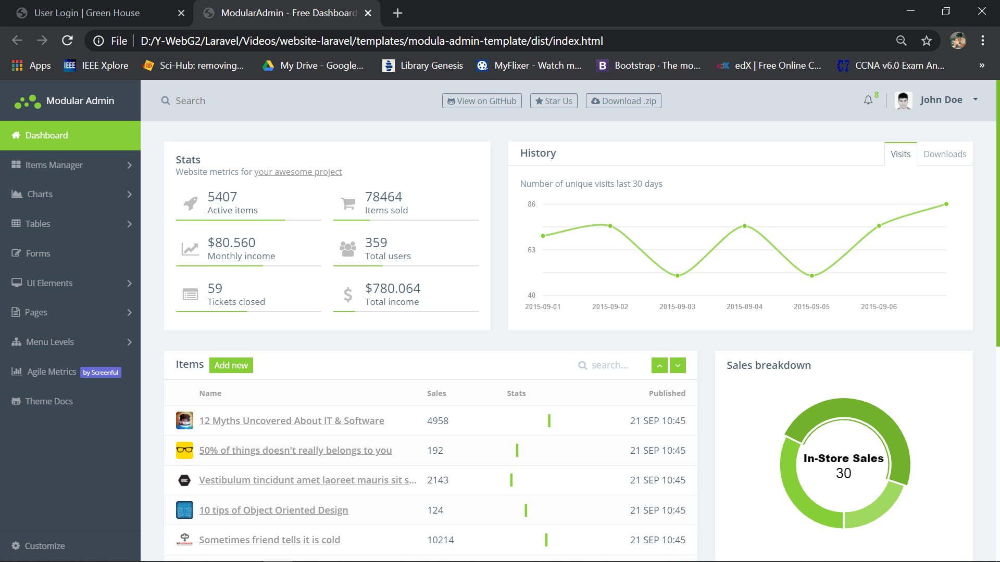 User Login | Green House
ModularAdmin - Free Dashboard
File
D:/Y-WebG2/Laravel/Videos/website-laravel/templates/modula-admin-template/dist/index.html
Apps
IEEE
IEEE Xplore
Sci-Hub: removing...
My Drive - Google...
Library Genesis
MyFlixer - Watch m...
B
Bootstrap · The mo...
edX
edX | Free Online C...
CCNA v6.0 Exam An...
»
Modular Admin
Search
View on GitHub
Star Us
Download .zip
8
John Doe
Dashboard
Items Manager
Charts
Tables
Forms
UI Elements
Pages
Menu Levels
Agile Metrics by Screenful
Theme Docs
Customize
Stats
Website metrics for your awesome project
5407
Active items
78464
Items sold
$80.560
Monthly income
359
Total users
59
Tickets closed
$780.064
Total income
History
Visits
Downloads
Number of unique visits last 30 days
86
63
40
2015-09-01 2015-09-02 2015-09-03 2015-09-04 2015-09-05 2015-09-06
Items
Add new
search...
Name Sales Stats Published
12 Myths Uncovered About IT & Software 4958 21 SEP 10:45
50% of things doesn't really belongs to you 192 21 SEP 10:45
Vestibulum tincidunt amet laoreet mauris sit s... 2143 21 SEP 10:45
10 tips of Object Oriented Design 124 21 SEP 10:45
Sometimes friend tells it is cold 10214 21 SEP 10:45
Sales breakdown
In-Store Sales
30